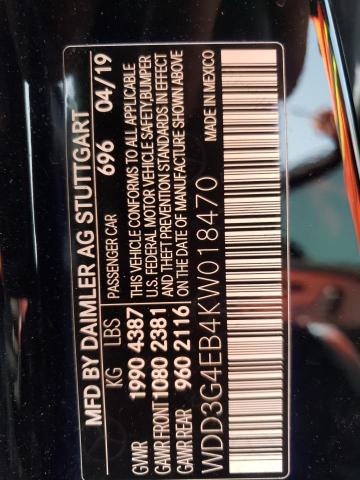 MFD BY DAIMLER AG STUTTGART
KG LBS PASSENGER CAR 696 04/19
GVWR 1990 4387 THIS VEHICLE CONFORMS TO ALL APPLICABLE
GAWR FRONT 1080 2381 U.S. FEDERAL MOTOR VEHICLE SAFETY,BUMPER
AND THEFT PREVENTION STANDARDS IN EFFECT
GAWR REAR 960 2116 ON THE DATE OF MANUFACTURE SHOWN ABOVE
WDD3G4EB4KW018470 MADE IN MEXICO